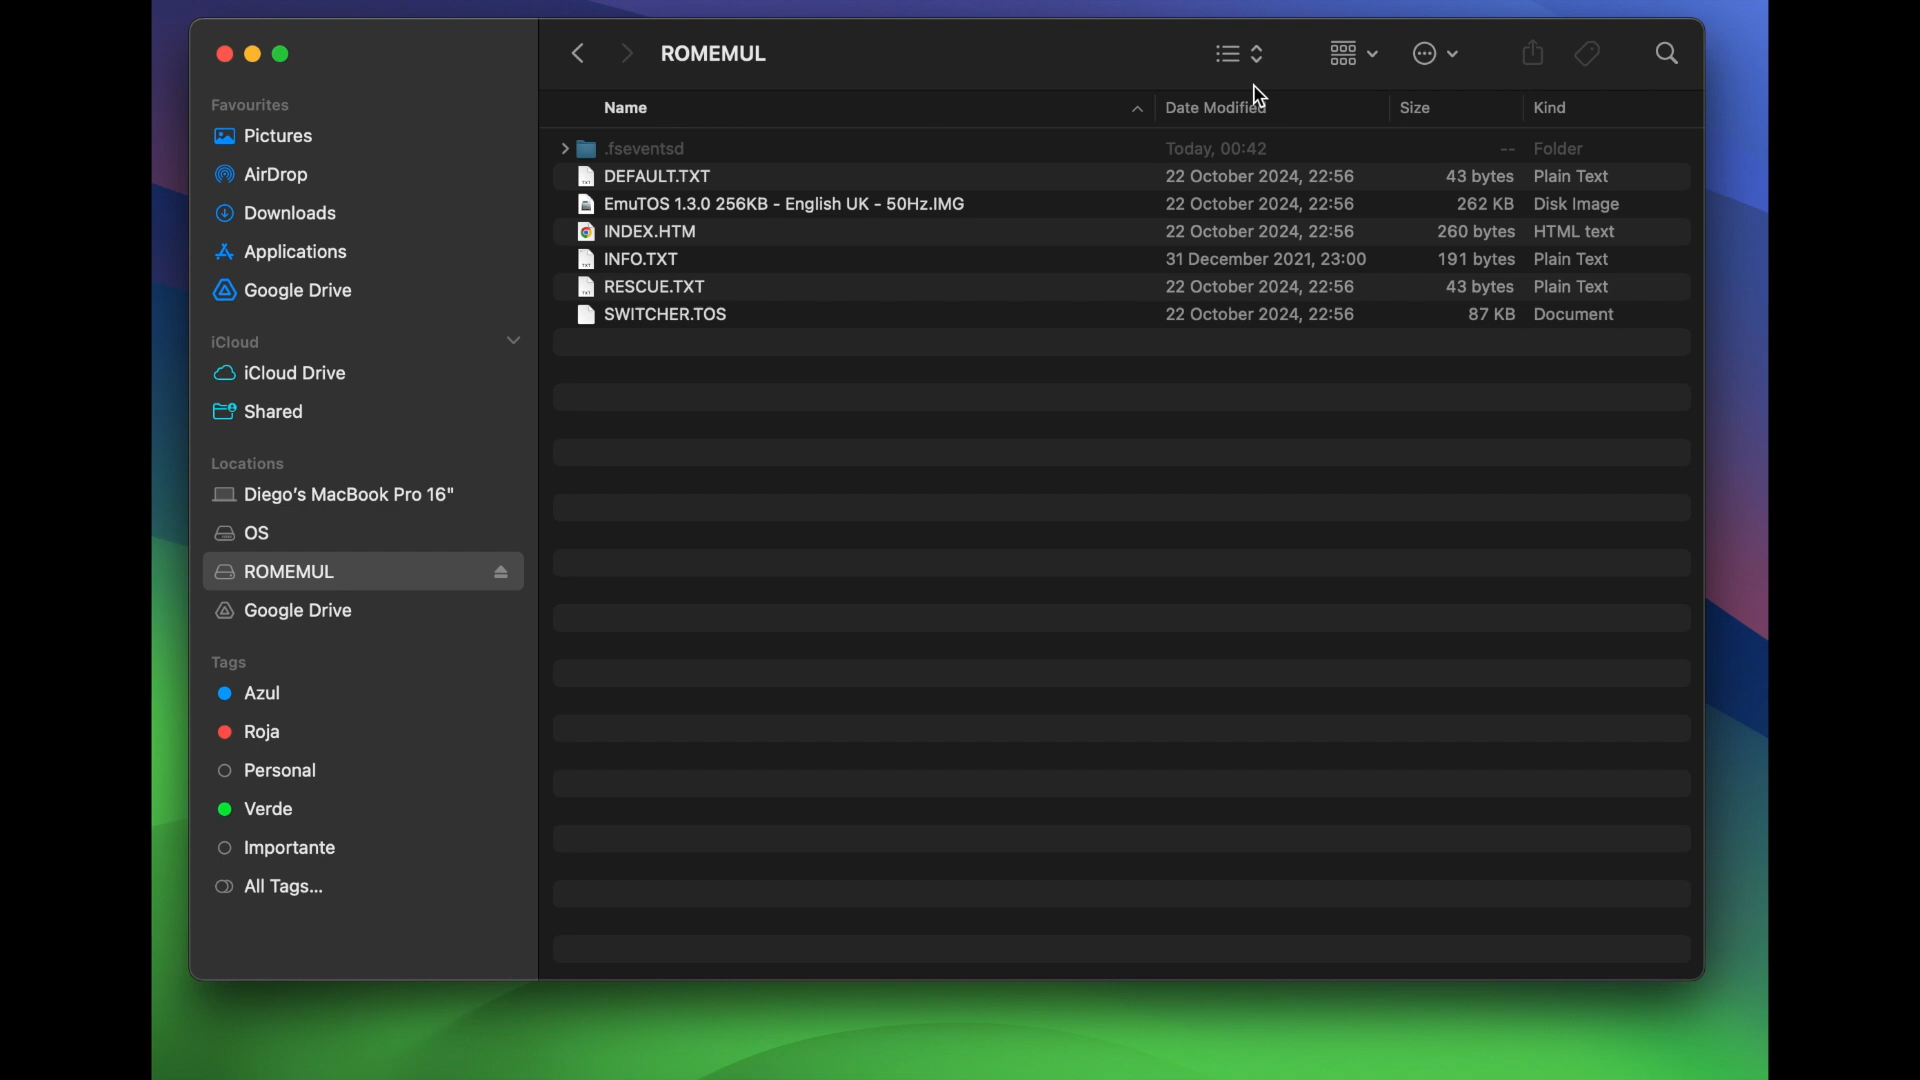 ROMEMUL
Favourites
Pictures
AirDrop
Downloads
Applications
Google Drive
iCloud
iCloud Drive
Shared
Locations
Diego's MacBook Pro 16"
OS
ROMEMUL
Google Drive
Tags
Azul
Roja
Personal
Verde
Importante
All Tags...
Name Date Modified Size Kind
.fseventsd Today, 00:42 -- Folder
DEFAULT.TXT 22 October 2024, 22:56 43 bytes Plain Text
EmuTOS 1.3.0 256KB - English UK - 50Hz.IMG 22 October 2024, 22:56 262 KB Disk Image
INDEX.HTM 22 October 2024, 22:56 260 bytes HTML text
INFO.TXT 31 December 2021, 23:00 191 bytes Plain Text
RESCUE.TXT 22 October 2024, 22:56 43 bytes Plain Text
SWITCHER.TOS 22 October 2024, 22:56 87 KB Document